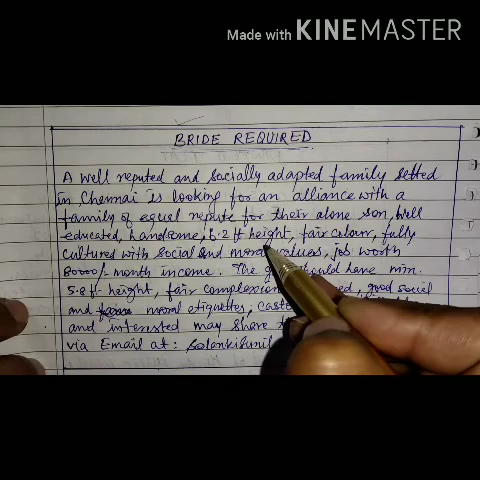 Made with KINEMASTER
BRIDE REQUIRED
A well reputed and socially adapted family settled
in Chennai is looking for an alliance with a
family of equal repute for their alone son, well
educated, handsome, 6.2 ft height, fair colour, fully
cultured with social and moral values, job worth
80000/- month income. The should have min.
5.8 ft height, fair complexion good social
and moral etiquettes, caste
and interested may share
via Email at: